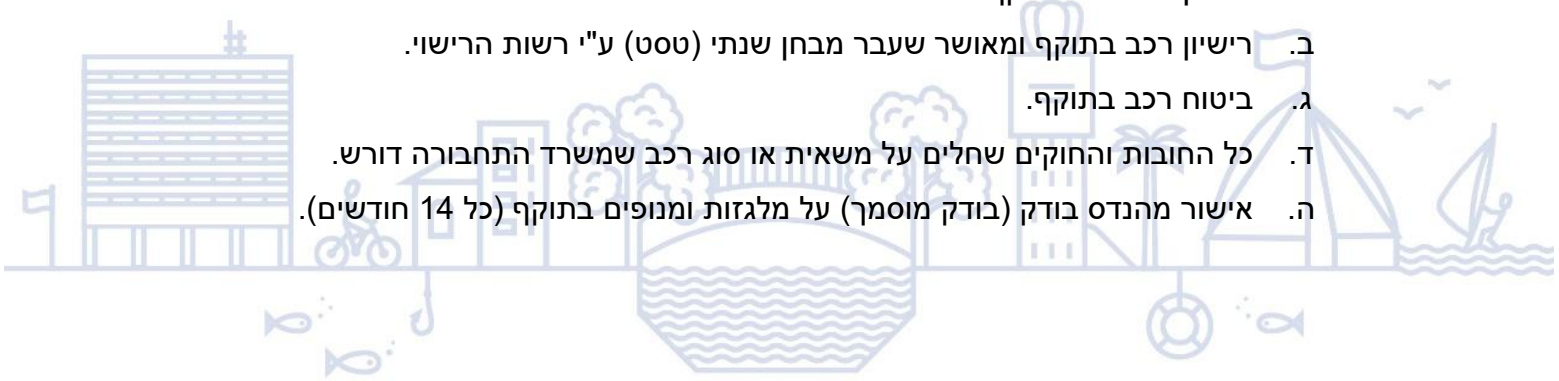 ב. רישיון רכב בתוקף ומאושר שעבר מבחן שנתי (טסט) ע"י רשות הרישוי.
ג. ביטוח רכב בתוקף.
ד. כל החובות והחוקים שחלים על משאית או סוג רכב שמשרד התחבורה דורש.
ה. אישור מהנדס בודק (בודק מוסמך) על מלגזות ומנופים בתוקף (כל 14 חודשים).